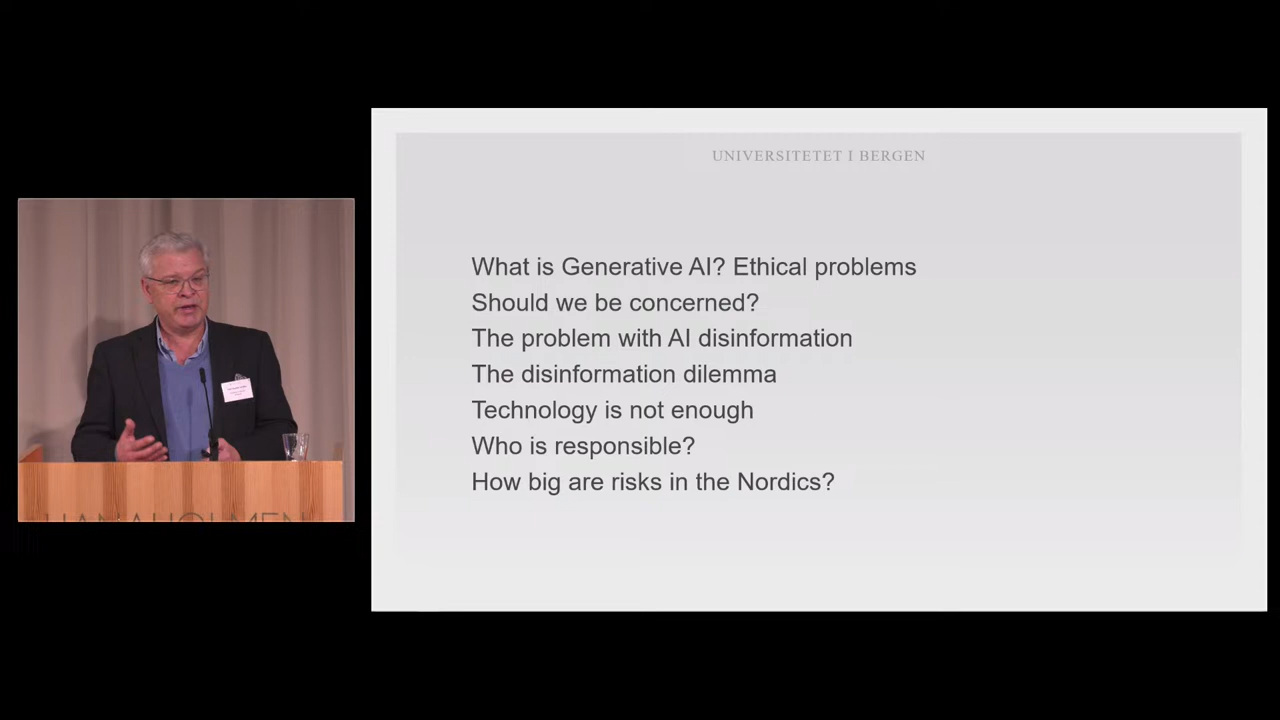 UNIVERSITETET I BERGEN
What is Generative AI? Ethical problems
Should we be concerned?
The problem with AI disinformation
The disinformation dilemma
Technology is not enough
Who is responsible?
How big are risks in the Nordics?
HANAHOLMEN